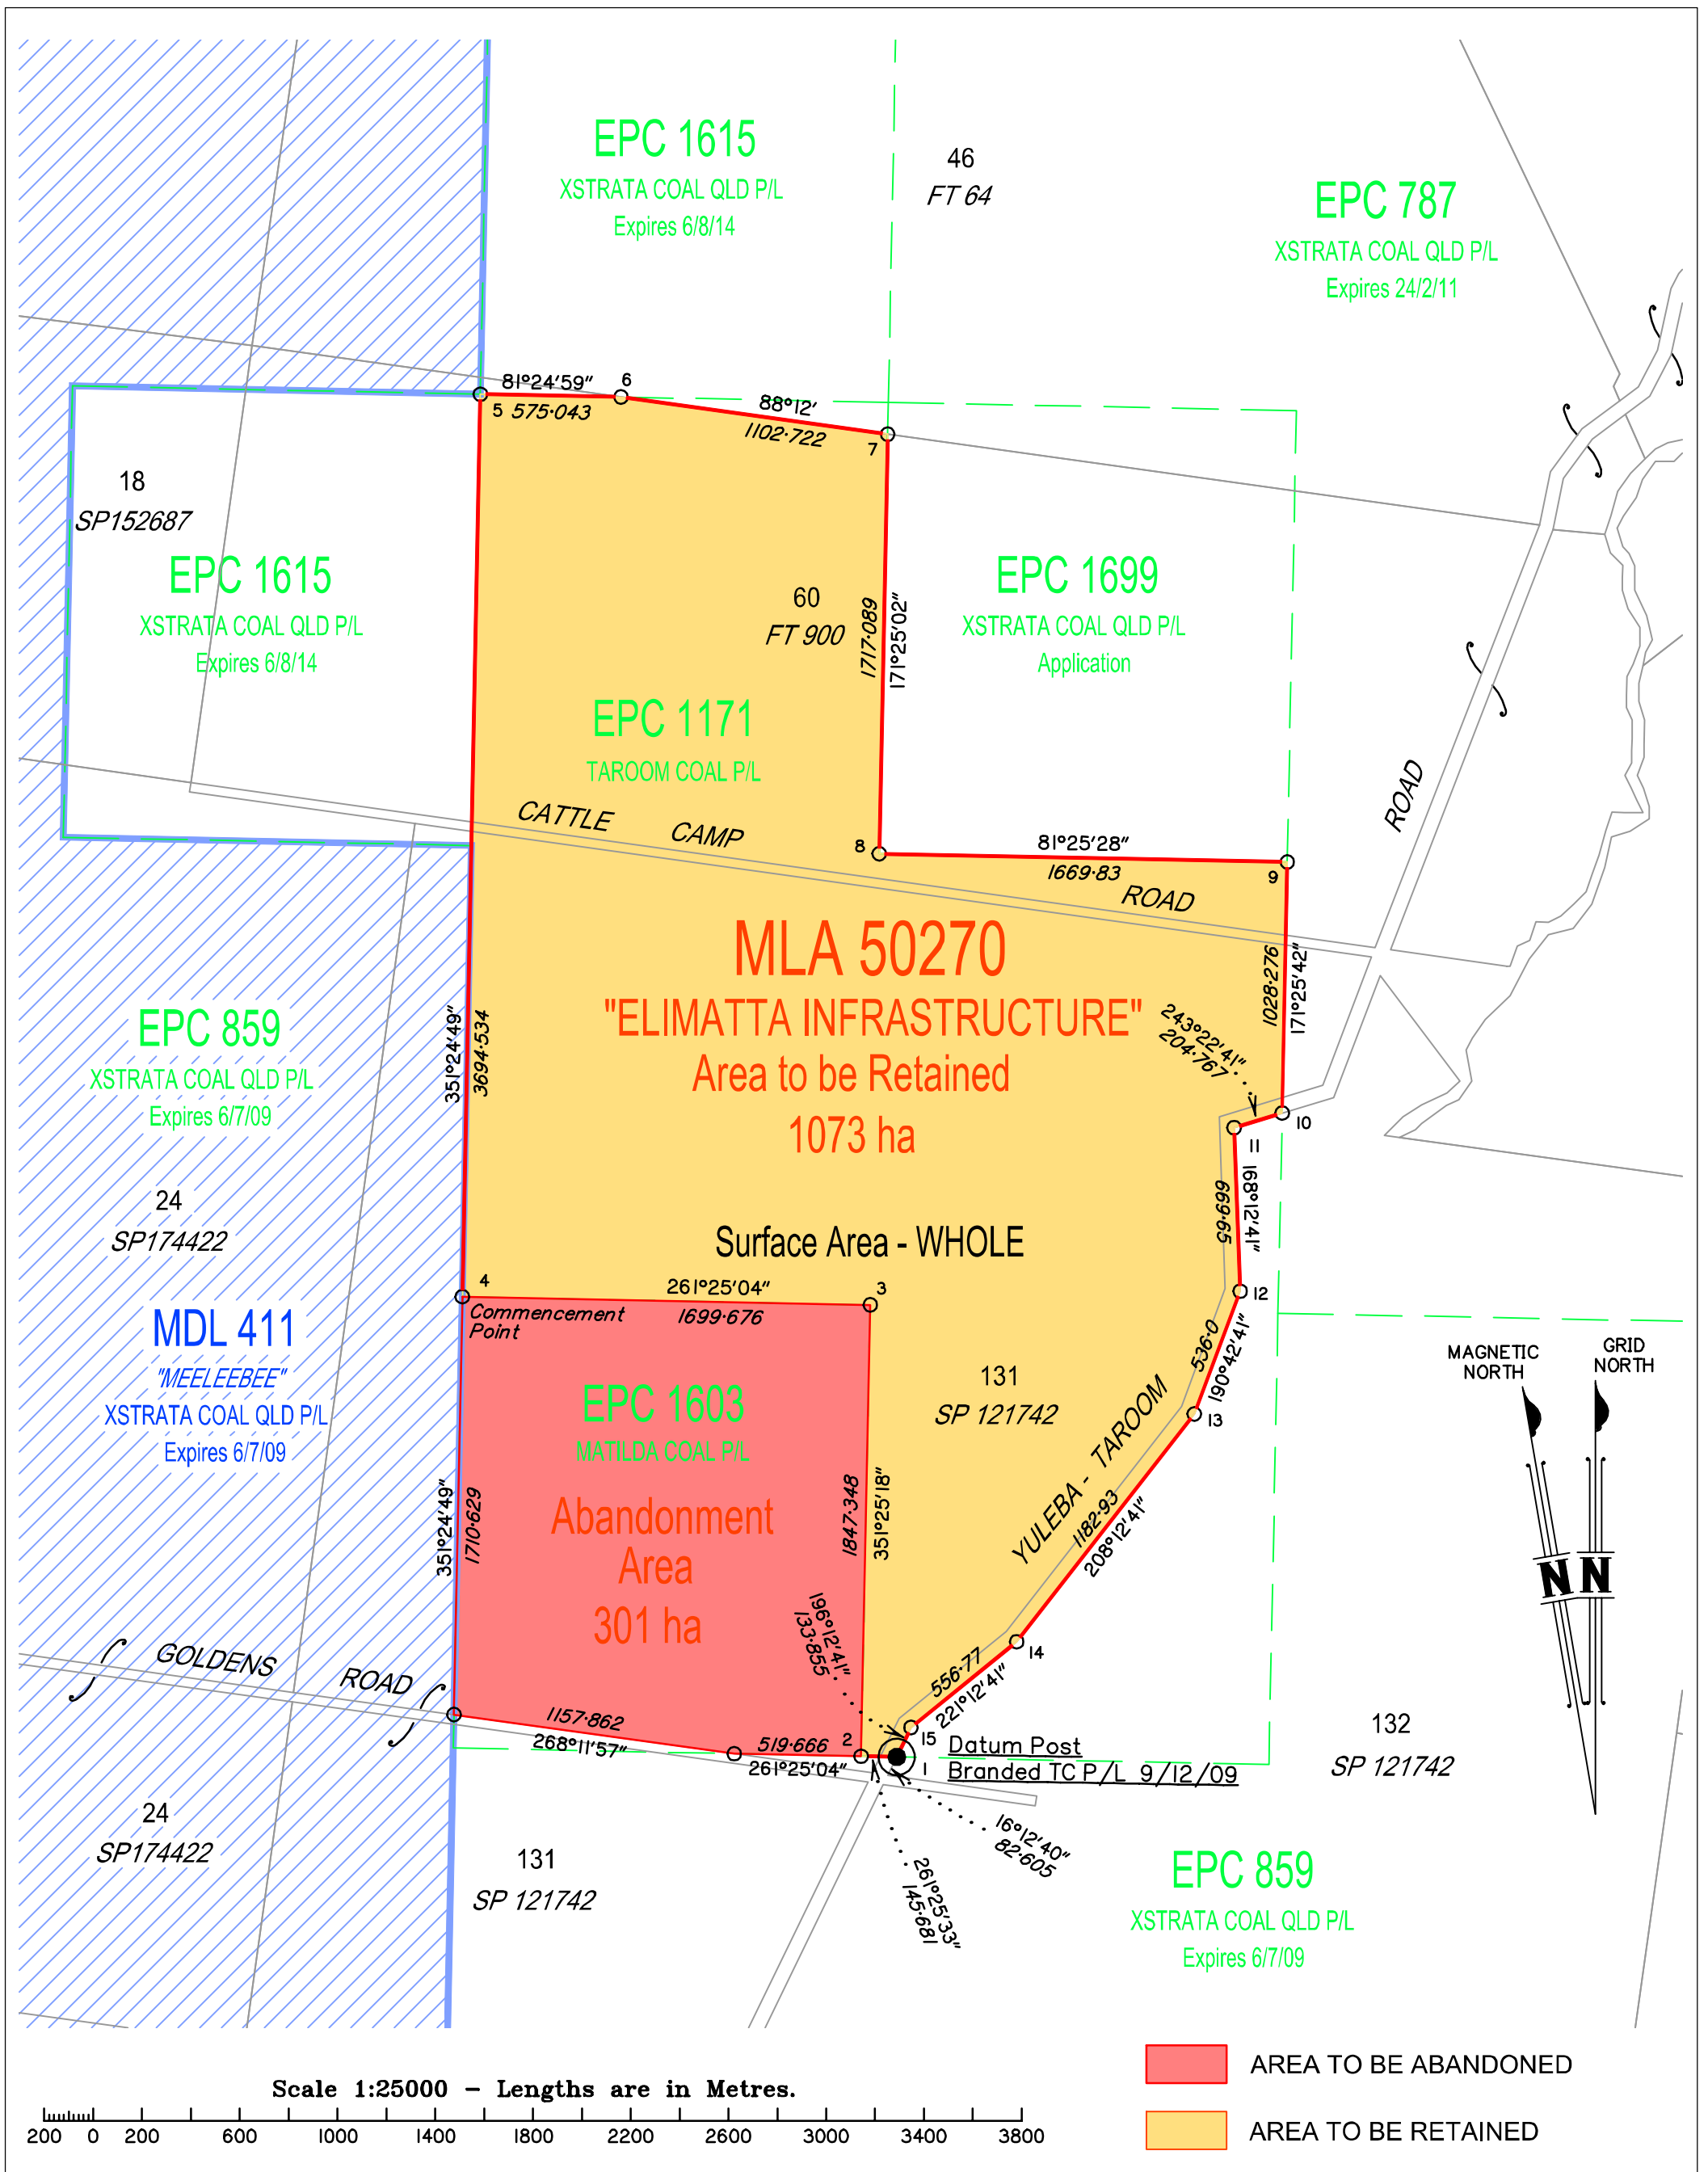 EPC 1615
XSTRATA COAL QLD P/L
Expires 6/8/14
46
FT 64
EPC 787
XSTRATA COAL QLD P/L
Expires 24/2/11
81°24'59"
6
5 575·043
88°12'
1102·722
7
18
SP152687
EPC 1615
XSTRATA COAL QLD P/L
Expires 6/8/14
60
FT 900
1717·089
171°25'02"
EPC 1699
XSTRATA COAL QLD P/L
Application
EPC 1171
TAROOM COAL P/L
CATTLE CAMP ROAD
ROAD
8
81°25'28"
1669·83
9
MLA 50270
"ELIMATTA INFRASTRUCTURE"
Area to be Retained
1073 ha
1028·276
171°25'42"
243°22'41"
204·767
10
11
351°24'49"
3694·534
EPC 859
XSTRATA COAL QLD P/L
Expires 6/7/09
24
SP174422
168°12'41"
669·65
Surface Area - WHOLE
12
4
261°25'04"
3
Commencement
Point
1699·676
MDL 411
"MEELEEBEE"
XSTRATA COAL QLD P/L
Expires 6/7/09
536·0
190°42'41"
13
MAGNETIC
NORTH
GRID
NORTH
131
SP 121742
EPC 1603
MATILDA COAL P/L
YULEBA - TAROOM
1182·93
208°12'41"
351°24'49"
1710·629
Abandonment
Area
301 ha
1847·348
351°25'18"
N N
196°12'41"
133·855
14
GOLDENS ROAD
556·77
221°12'41"
1157·862
268°11'57"
519·666
261°25'04"
2
15
1
Datum Post
Branded TC P/L 9/12/09
132
SP 121742
16°12'40"
82·605
261°25'33"
145·681
24
SP174422
131
SP 121742
EPC 859
XSTRATA COAL QLD P/L
Expires 6/7/09
Scale 1:25000 - Lengths are in Metres.
200 0 200 600 1000 1400 1800 2200 2600 3000 3400 3800
AREA TO BE ABANDONED
AREA TO BE RETAINED